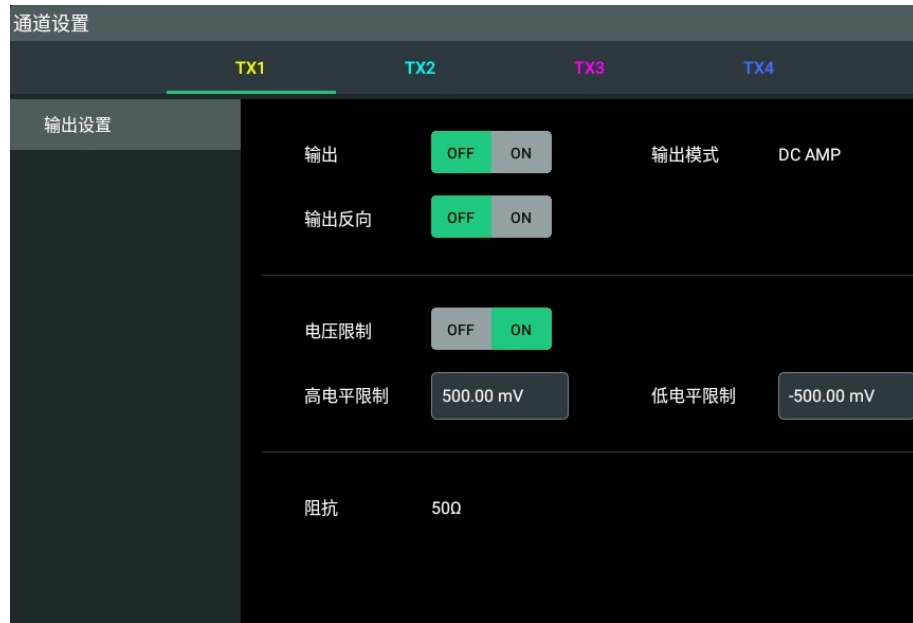 通道设置
TX1 TX2 TX3 TX4
输出设置
输出 OFF ON 输出模式 DC AMP
输出反向 OFF ON
电压限制 OFF ON
高电平限制 500.00 mV 低电平限制 -500.00 mV
阻抗 50Ω